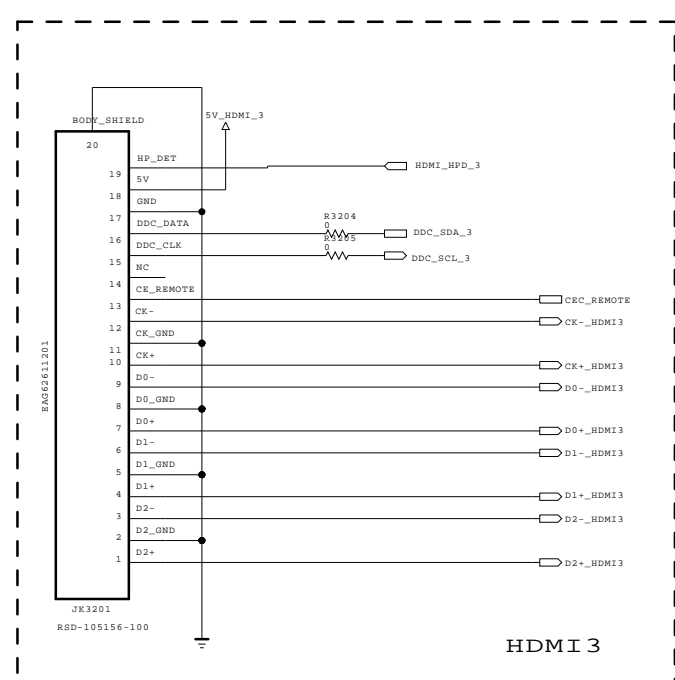 BODY_SHIELD
20
5V_HDMI_3
HP_DET
19
HDMI_HPD_3
5V
18
GND
17
R3204
0
DDC_DATA
16
DDC_SDA_3
R3205
0
DDC_CLK
15
DDC_SCL_3
NC
14
CE_REMOTE
13
CEC_REMOTE
CK-
12
CK-_HDMI3
CK_GND
11
CK+
10
CK+_HDMI3
D0-
9
D0-_HDMI3
D0_GND
8
D0+
7
D0+_HDMI3
D1-
6
D1-_HDMI3
D1_GND
5
D1+
4
D1+_HDMI3
D2-
3
D2-_HDMI3
D2_GND
2
D2+
1
D2+_HDMI3
EAG62611201
JK3201
RSD-105156-100
HDMI3